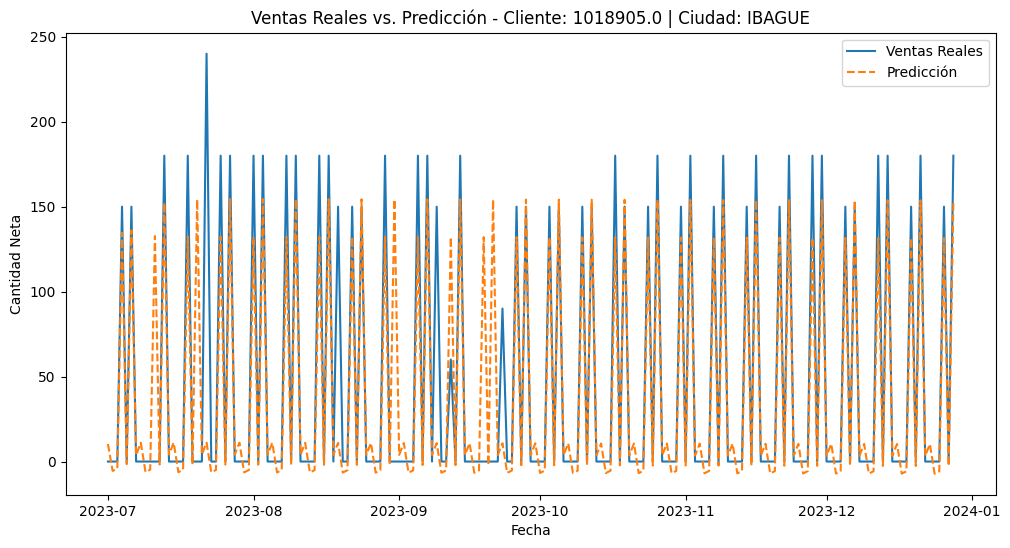 Ventas Reales vs. Predicción - Cliente: 1018905.0 | Ciudad: IBAGUE
Ventas Reales
Predicción
Cantidad Neta
250
200
150
100
50
0
2023-07
2023-08
2023-09
2023-10
2023-11
2023-12
2024-01
Fecha